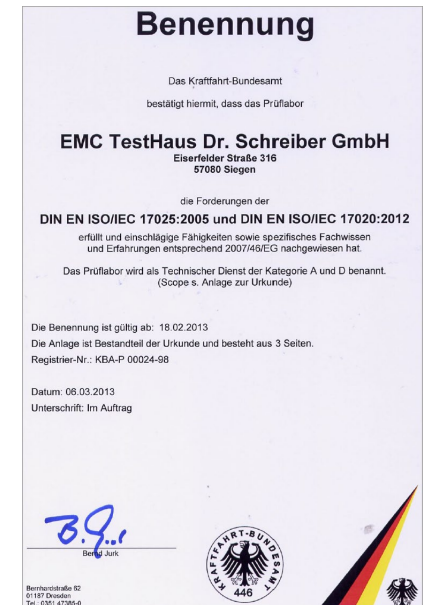 Benennung
Das Kraftfahrt-Bundesamt
bestätigt hiermit, dass das Prüflabor
EMC TestHaus Dr. Schreiber GmbH
Eiserfelder Straße 316
57080 Siegen
die Forderungen der
DIN EN ISO/IEC 17025:2005 und DIN EN ISO/IEC 17020:2012
erfüllt und einschlägige Fähigkeiten sowie spezifisches Fachwissen
und Erfahrungen entsprechend 2007/46/EG nachgewiesen hat.
Das Prüflabor wird als Technischer Dienst der Kategorie A und D benannt.
(Scope s. Anlage zur Urkunde)
Die Benennung ist gültig ab: 18.02.2013
Die Anlage ist Bestandteil der Urkunde und besteht aus 3 Seiten.
Registrier-Nr.: KBA-P 00024-98
Datum: 06.03.2013
Unterschrift: Im Auftrag
Bernd Jurk
KRAFTFAHRT-BUNDESAMT
446
Bernhardstraße 62
01187 Dresden
Tel.: 0351 47385-0